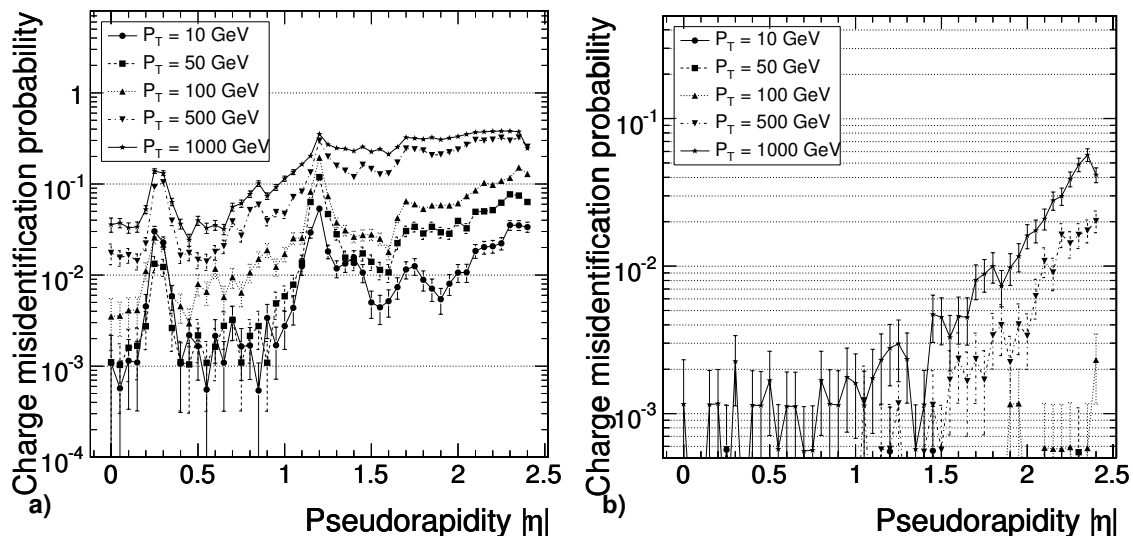 Charge misidentification probability
P_T = 10 GeV
P_T = 50 GeV
P_T = 100 GeV
P_T = 500 GeV
P_T = 1000 GeV
1
10^-1
10^-2
10^-3
10^-4
0 0.5 1 1.5 2 2.5
a)
Pseudorapidity |η|
Charge misidentification probability
P_T = 10 GeV
P_T = 50 GeV
P_T = 100 GeV
P_T = 500 GeV
P_T = 1000 GeV
10^-1
10^-2
10^-3
0 0.5 1 1.5 2 2.5
b)
Pseudorapidity |η|